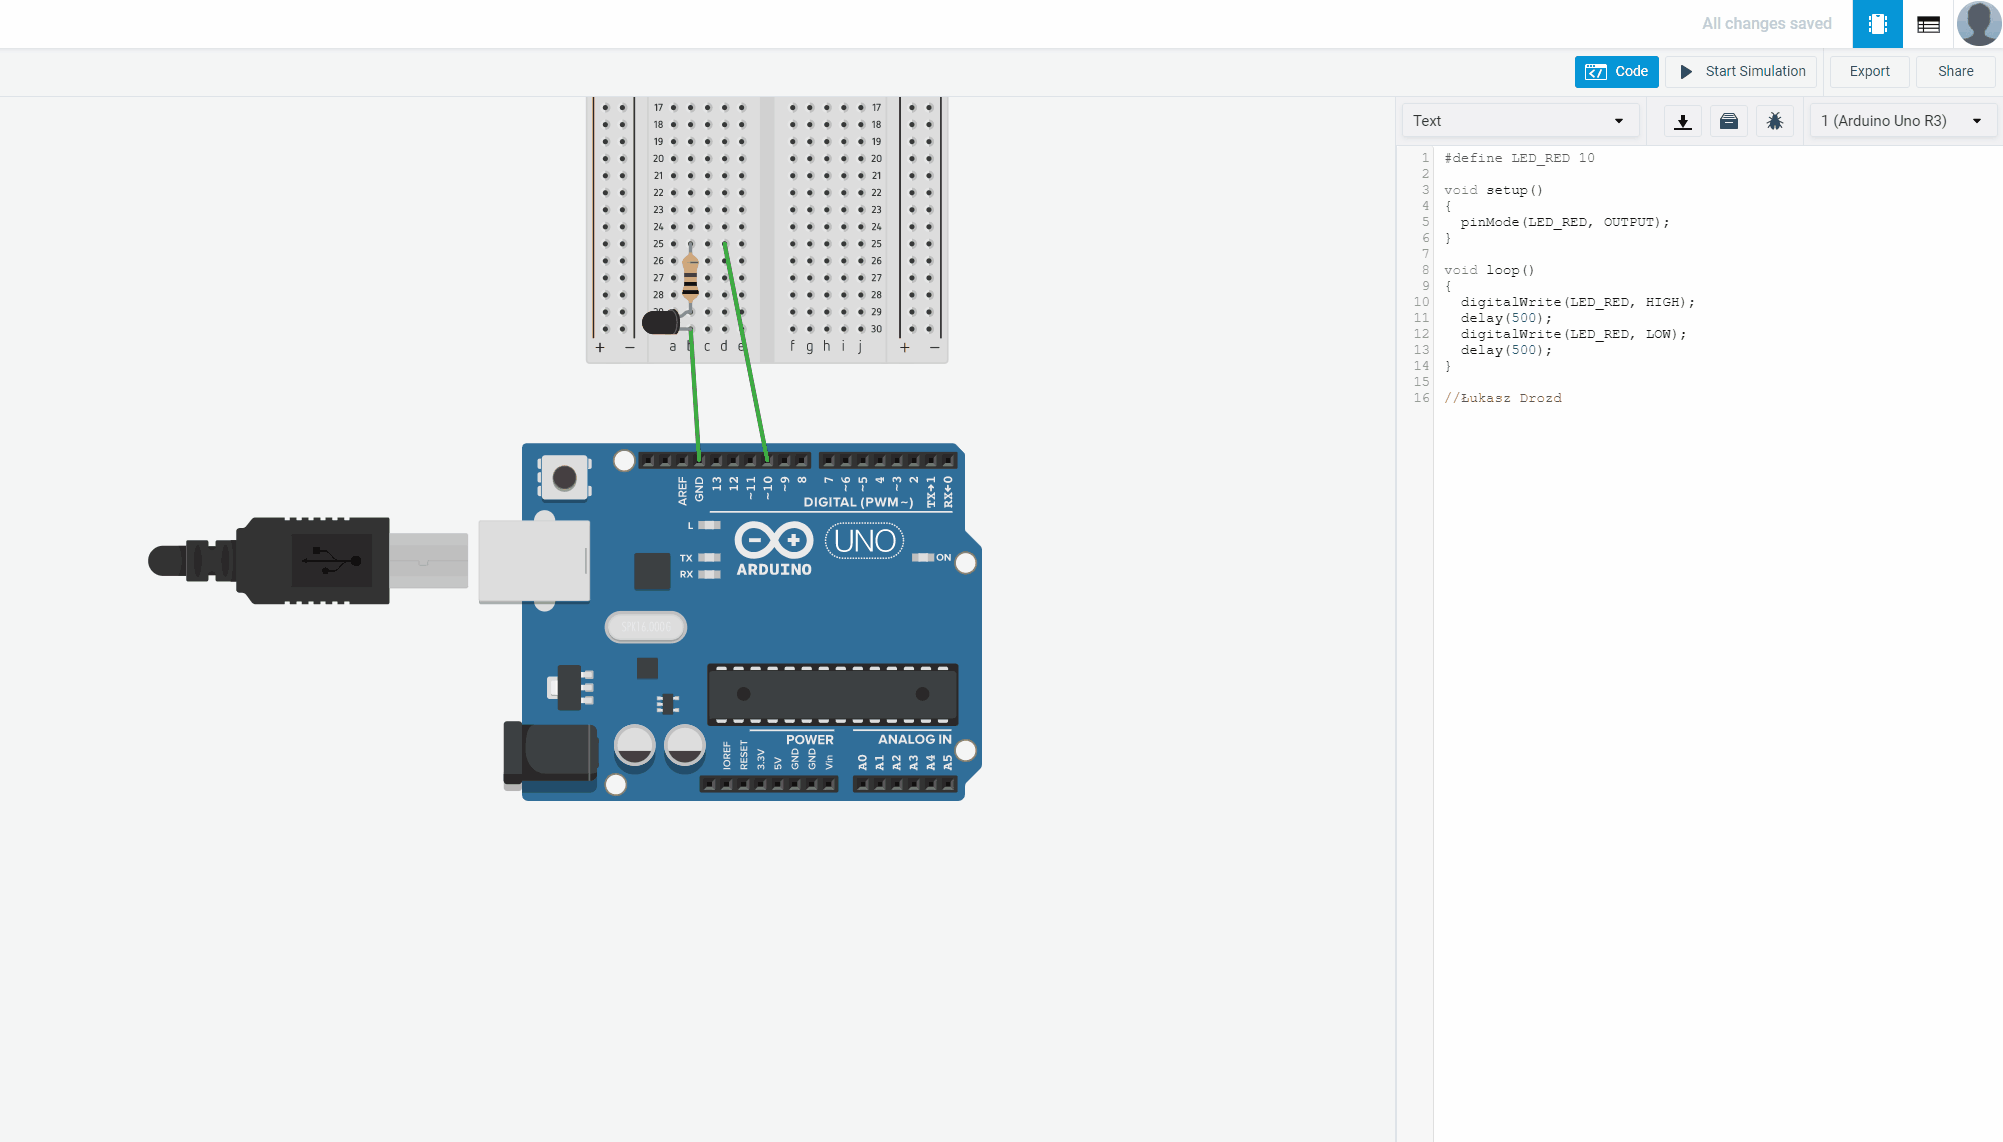 All changes saved
Code
Start Simulation
Export
Share
Text
1 (Arduino Uno R3)
1 #define LED_RED 10
2
3 void setup()
4 {
5 pinMode(LED_RED, OUTPUT);
6 }
7
8 void loop()
9 {
10 digitalWrite(LED_RED, HIGH);
11 delay(500);
12 digitalWrite(LED_RED, LOW);
13 delay(500);
14 }
15
16 //Łukasz Drozd
17 17
18 18
19 19
20 20
21 21
22 22
23 23
24 24
25 25
26 26
27 27
28 28
29
30 30
+ − a b c d e f g h i j + −
AREF GND 13 12 ~11 ~10 ~9 8 7 ~6 ~5 4 ~3 2 TX→1 RX←0
DIGITAL (PWM~)
L
TX
RX
ARDUINO
UNO
ON
POWER
ANALOG IN
IOREF RESET 3.3V 5V GND GND Vin A0 A1 A2 A3 A4 A5